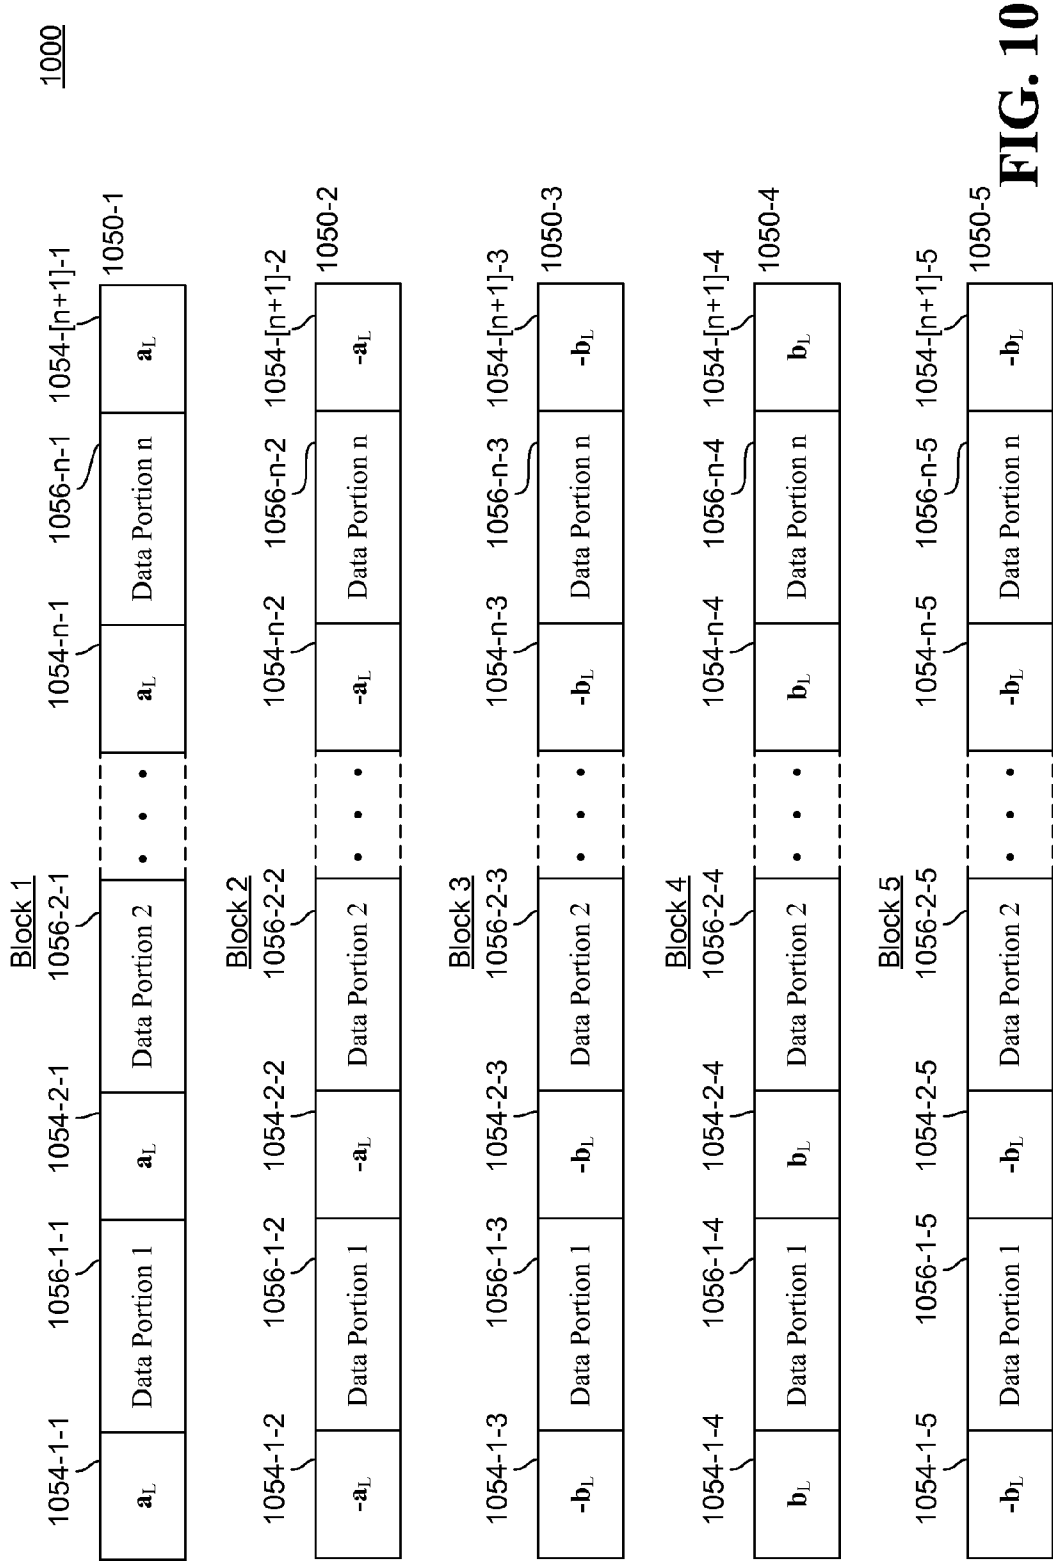 1000
Block 1
1054-1-1 1056-1-1 1054-2-1 1056-2-1 1054-n-1 1056-n-1 1054-[n+1]-1
aL Data Portion 1 aL Data Portion 2 • • • aL Data Portion n aL
1050-1
Block 2
1054-1-2 1056-1-2 1054-2-2 1056-2-2 1054-n-2 1056-n-2 1054-[n+1]-2
-aL Data Portion 1 -aL Data Portion 2 • • • -aL Data Portion n -aL
1050-2
Block 3
1054-1-3 1056-1-3 1054-2-3 1056-2-3 1054-n-3 1056-n-3 1054-[n+1]-3
-bL Data Portion 1 -bL Data Portion 2 • • • -bL Data Portion n -bL
1050-3
Block 4
1054-1-4 1056-1-4 1054-2-4 1056-2-4 1054-n-4 1056-n-4 1054-[n+1]-4
bL Data Portion 1 bL Data Portion 2 • • • bL Data Portion n bL
1050-4
Block 5
1054-1-5 1056-1-5 1054-2-5 1056-2-5 1054-n-5 1056-n-5 1054-[n+1]-5
-bL Data Portion 1 -bL Data Portion 2 • • • -bL Data Portion n -bL
1050-5
FIG. 10